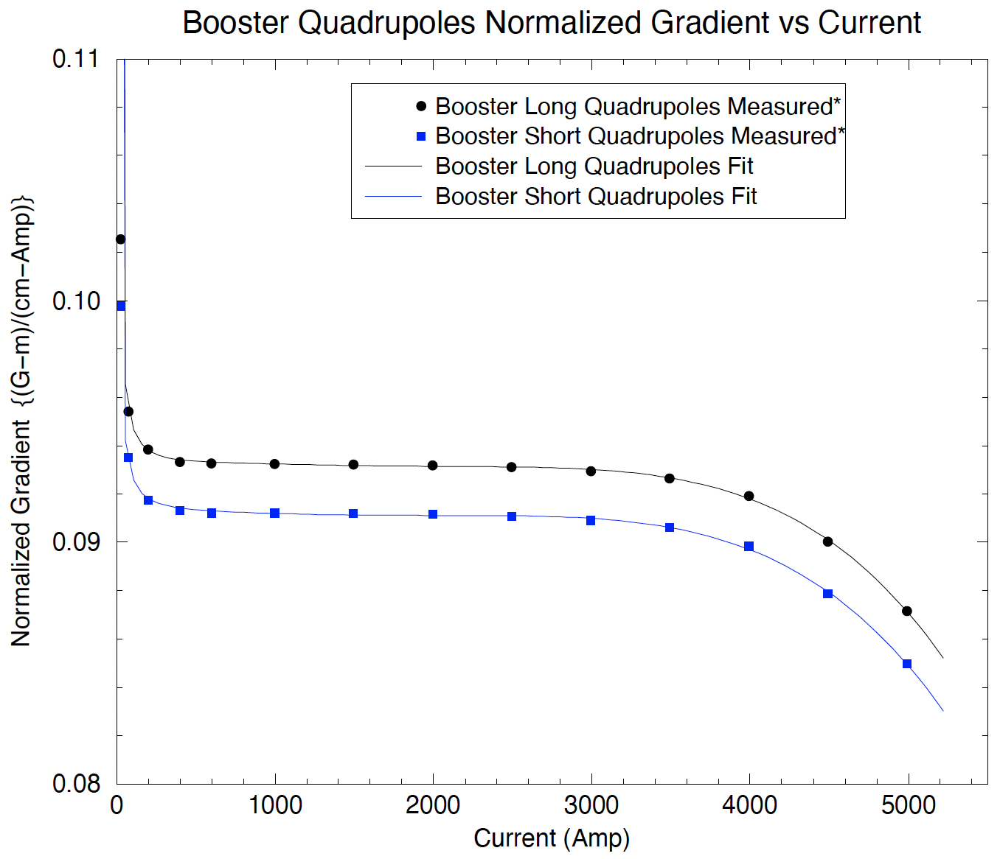 Booster Quadrupoles Normalized Gradient vs Current
Normalized Gradient {(G−m)/(cm−Amp)}
0.11
0.10
0.09
0.08
Booster Long Quadrupoles Measured*
Booster Short Quadrupoles Measured*
Booster Long Quadrupoles Fit
Booster Short Quadrupoles Fit
0 1000 2000 3000 4000 5000
Current (Amp)